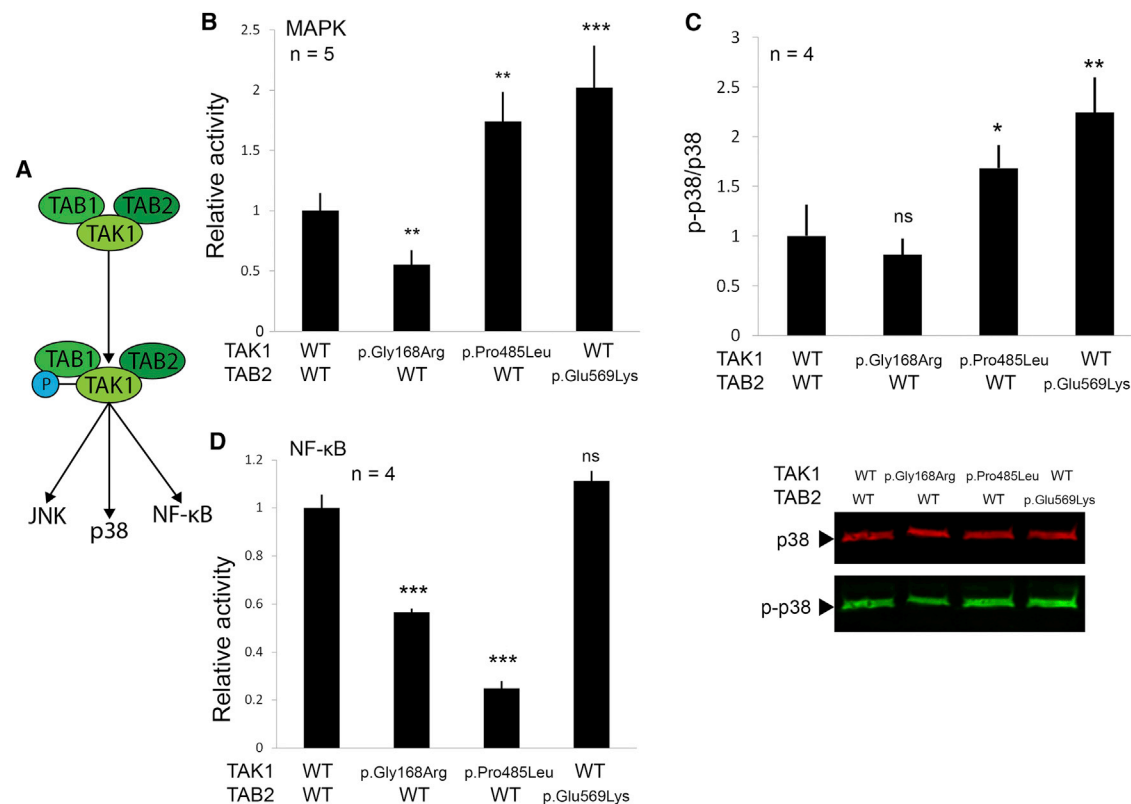 A
TAB1 TAB2
TAK1
TAB1 TAB2
P TAK1
JNK p38 NF-κB
B MAPK
n = 5
Relative activity
2.5
2
1.5
1
0.5
0
** ** ***
TAK1 WT p.Gly168Arg p.Pro485Leu WT
TAB2 WT WT WT p.Glu569Lys
C
n = 4
p-p38/p38
3
2.5
2
1.5
1
0.5
0
ns * **
TAK1 WT p.Gly168Arg p.Pro485Leu WT
TAB2 WT WT WT p.Glu569Lys
TAK1 WT p.Gly168Arg p.Pro485Leu WT
TAB2 WT WT WT p.Glu569Lys
p38
p-p38
D NF-κB
n = 4
Relative activity
1.2
1
0.8
0.6
0.4
0.2
0
*** *** ns
TAK1 WT p.Gly168Arg p.Pro485Leu WT
TAB2 WT WT WT p.Glu569Lys